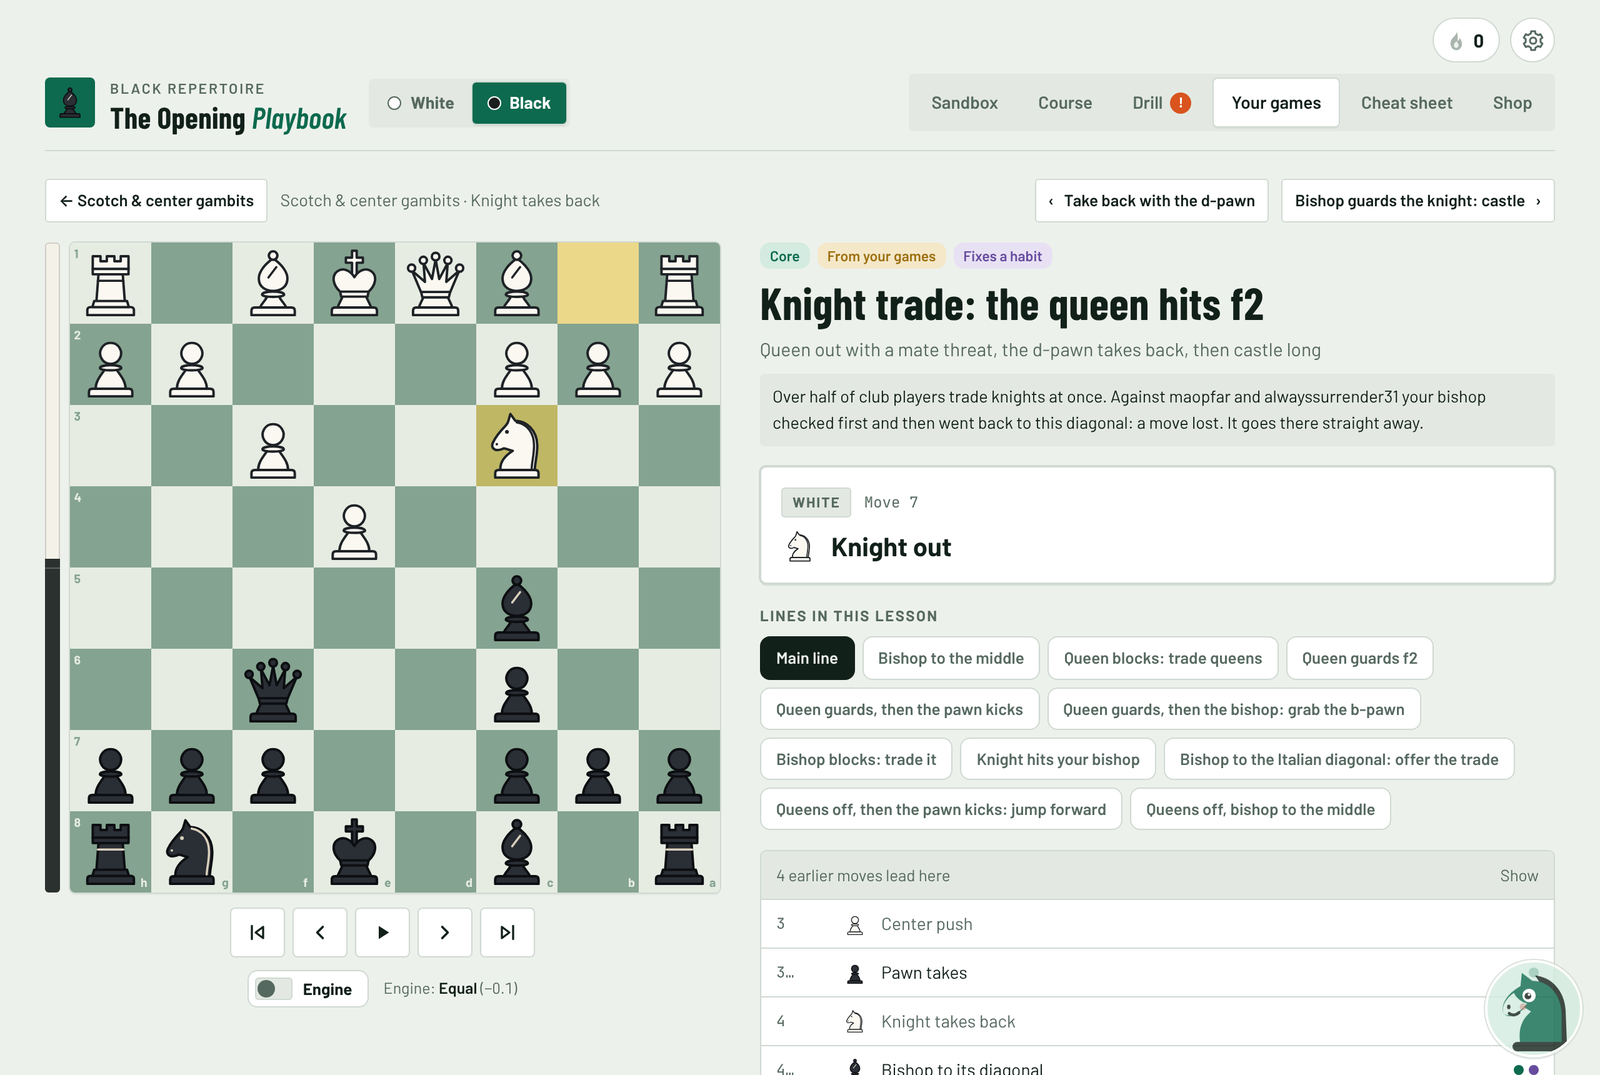 0
BLACK REPERTOIRE
The Opening Playbook
White
Black
Sandbox
Course
Drill !
Your games
Cheat sheet
Shop
← Scotch & center gambits
Scotch & center gambits · Knight takes back
‹ Take back with the d-pawn
Bishop guards the knight: castle ›
1
2
3
4
5
6
7
8
h
g
f
e
d
c
b
a
Engine
Engine: Equal (−0.1)
Core
From your games
Fixes a habit
Knight trade: the queen hits f2
Queen out with a mate threat, the d-pawn takes back, then castle long
Over half of club players trade knights at once. Against maopfar and alwayssurrender31 your bishop
checked first and then went back to this diagonal: a move lost. It goes there straight away.
WHITE Move 7
Knight out
LINES IN THIS LESSON
Main line
Bishop to the middle
Queen blocks: trade queens
Queen guards f2
Queen guards, then the pawn kicks
Queen guards, then the bishop: grab the b-pawn
Bishop blocks: trade it
Knight hits your bishop
Bishop to the Italian diagonal: offer the trade
Queens off, then the pawn kicks: jump forward
Queens off, bishop to the middle
4 earlier moves lead here Show
3 Center push
3… Pawn takes
4 Knight takes back
4… Bishop to its diagonal